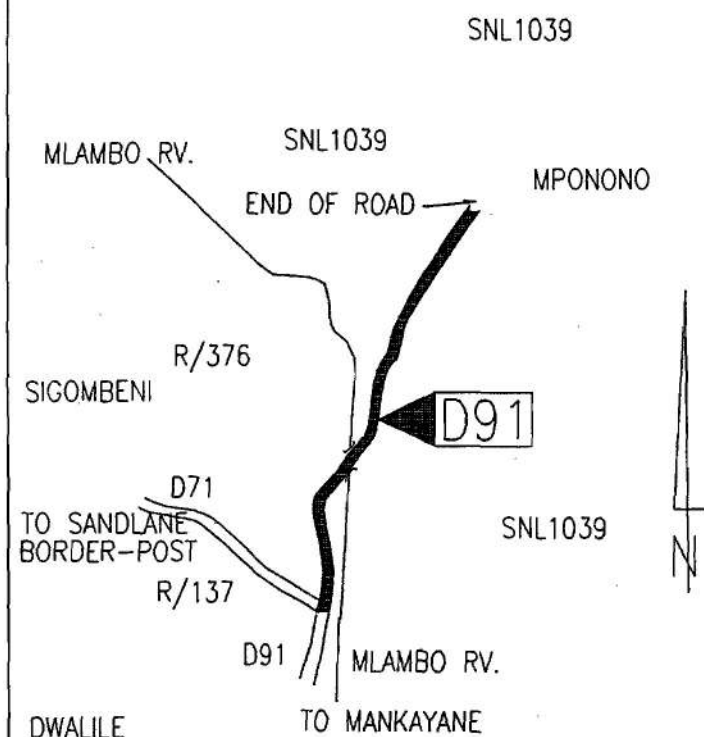 SNL1039
SNL1039
MLAMBO RV.
MPONONO
END OF ROAD
R/376
SIGOMBENI
D91
D71
TO SANDLANE
BORDER-POST
SNL1039
R/137
N
D91
MLAMBO RV.
DWALILE
TO MANKAYANE